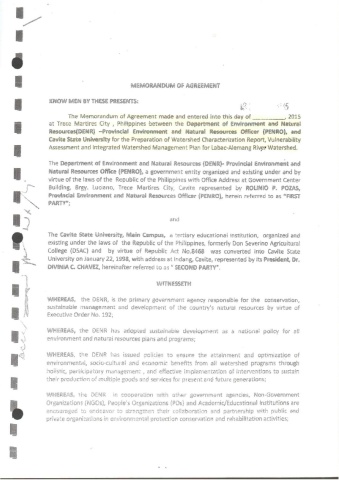 MEMORANDUM OF AGREEMENT
KNOW MEN BY THESE PRESENTS:
The Memorandum of Agreement made and entered into this day of __________, 2015
at Trece Martires City , Philippines between the Department of Environment and Natural
Resources(DENR) –Provincial Environment and Natural Resources Officer (PENRO), and
Cavite State University for the Preparation of Watershed Characterization Report, Vulnerability
Assessment and Integrated Watershed Management Plan for Labac-Alemang River Watershed.
The Department of Environment and Natural Resources (DENR)- Provincial Environment and
Natural Resources Office (PENRO), a government entity organized and existing under and by
virtue of the laws of the Republic of the Philippines with Office Address at Government Center
Building, Brgy. Luciano, Trece Martires City, Cavite represented by ROLINIO P. POZAS,
Provincial Environment and Natural Resources Officer (PENRO), herein referred to as "FIRST
PARTY";
and
The Cavite State University, Main Campus, a tertiary educational institution, organized and
existing under the laws of the Republic of the Philippines, formerly Don Severino Agricultural
College (DSAC) and - by virtue of Republic Act No.8468 - was converted into Cavite State
University on January 22, 1998, with address at Indang, Cavite, represented by its President, Dr.
DIVINIA C. CHAVEZ, hereinafter referred to as " SECOND PARTY".
WITNESSETH
WHEREAS, the DENR, is the primary government agency responsible for the conservation,
sustainable management and development of the country's natural resources by virtue of
Executive Order No. 192;
WHEREAS, the DENR has adopted sustainable development as a national policy for all
environment and natural resources plans and programs;
WHEREAS, the DENR has issued policies to ensure the attainment and optimization of
environmental, socio-cultural and economic benefits from all watershed programs through
holistic, participatory management , and effective implementation of interventions to sustain
their production of multiple goods and services for present and future generations;
WHEREAS, the DENR in cooperation with other government agencies, Non-Government
Organizations (NGOs), People's Organizations (POs) and Academic/Educational Institutions are
encouraged to endeavor to strengthen their collaboration and partnership with public and
private organizations in environmental protection conservation and rehabilitation activities;